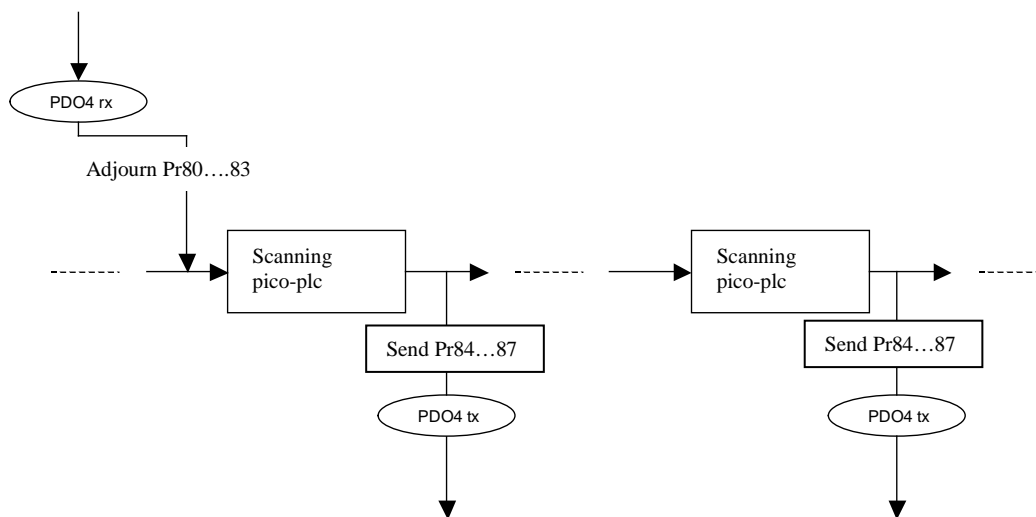 PDO4 rx
Adjourn Pr80….83
Scanning
pico-plc
Scanning
pico-plc
Send Pr84…87
Send Pr84…87
PDO4 tx
PDO4 tx